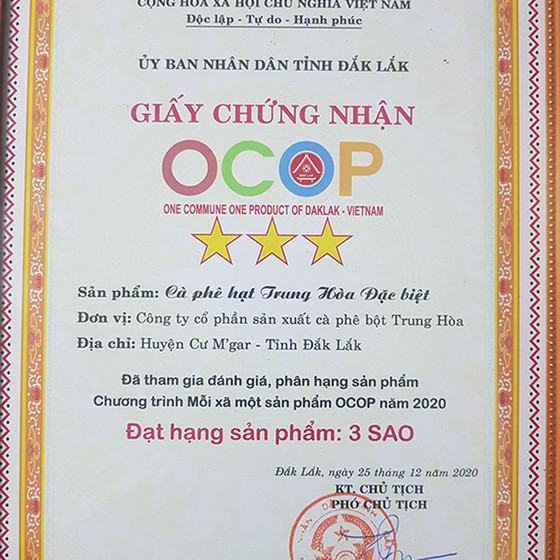 CỘNG HÒA XÃ HỘI CHỦ NGHĨA VIỆT NAM
Độc lập - Tự do - Hạnh phúc
ỦY BAN NHÂN DÂN TỈNH ĐẮK LẮK
GIẤY CHỨNG NHẬN
OCOP
ONE COMMUNE ONE PRODUCT OF DAKLAK - VIETNAM
Sản phẩm: Cà phê hạt Trung Hòa Đặc biệt
Đơn vị: Công ty cổ phần sản xuất cà phê bột Trung Hòa
Địa chỉ: Huyện Cư M'gar - Tỉnh Đắk Lắk
Đã tham gia đánh giá, phân hạng sản phẩm
Chương trình Mỗi xã một sản phẩm OCOP năm 2020
Đạt hạng sản phẩm: 3 SAO
Đắk Lắk, ngày 25 tháng 12 năm 2020
KT. CHỦ TỊCH
PHÓ CHỦ TỊCH